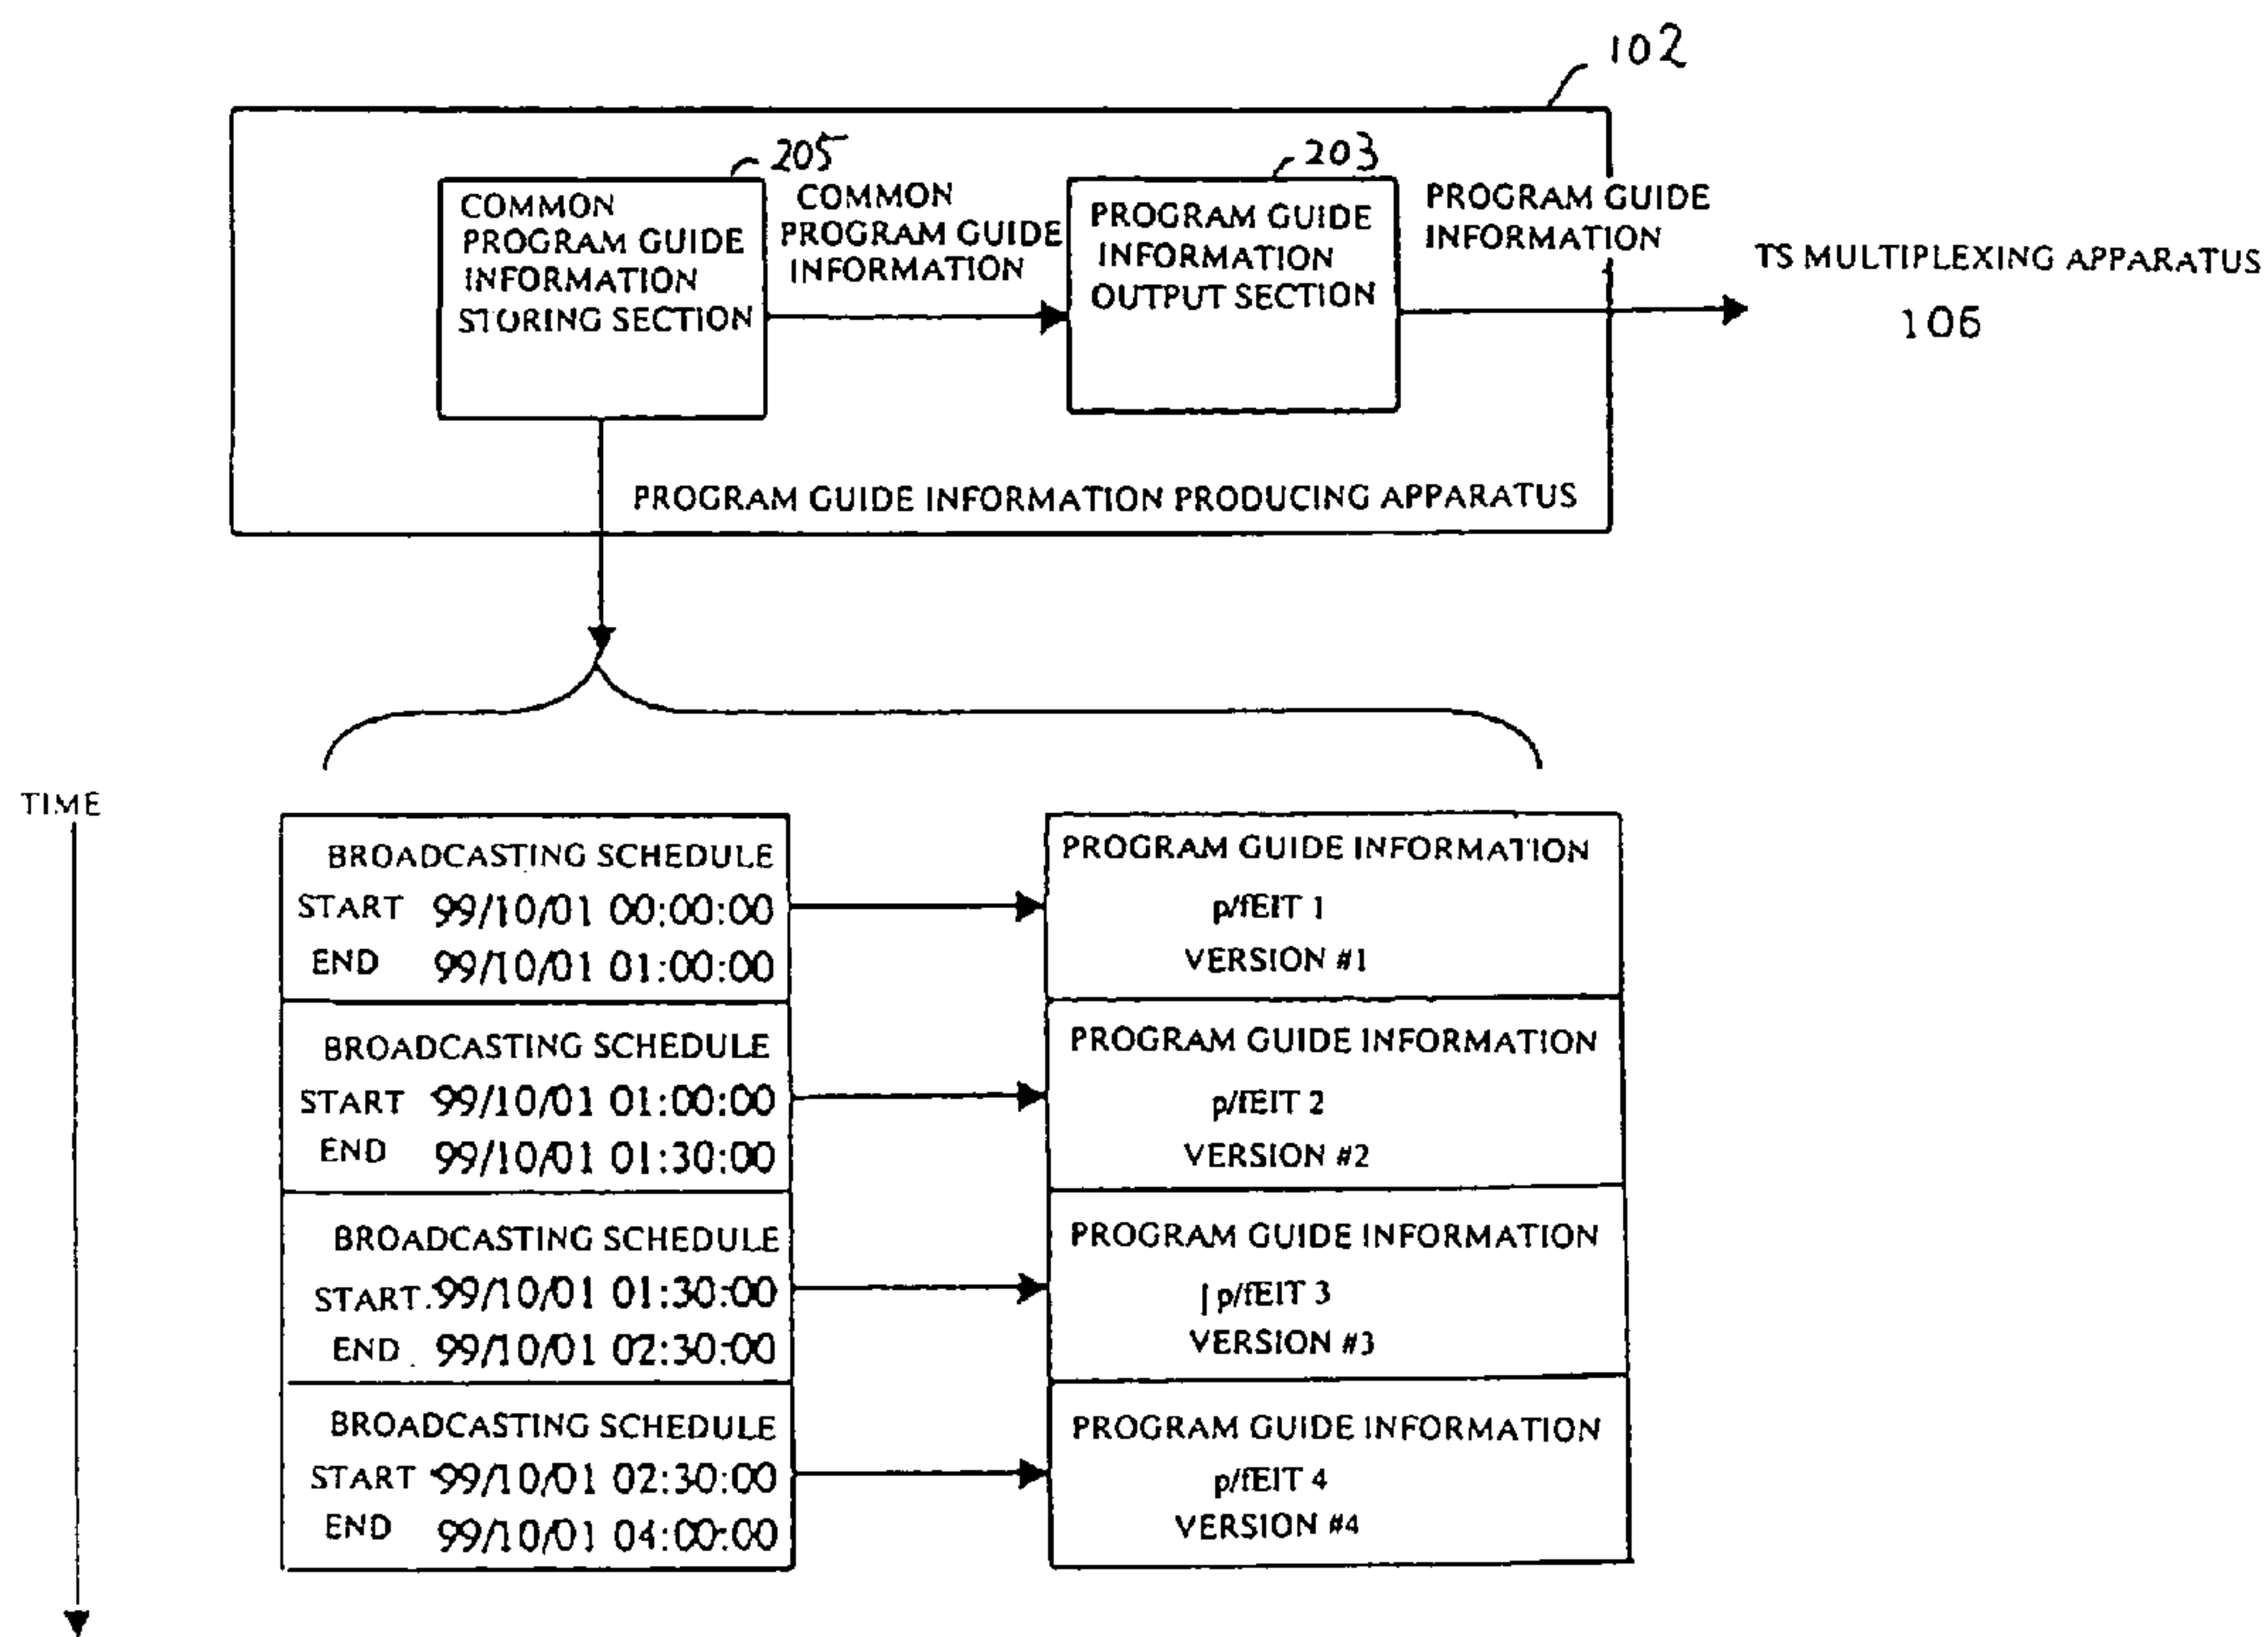 102
205
203
COMMON
PROGRAM GUIDE
INFORMATION
STORING SECTION
COMMON
PROGRAM GUIDE
INFORMATION
PROGRAM GUIDE
INFORMATION
OUTPUT SECTION
PROGRAM GUIDE
INFORMATION
TS MULTIPLEXING APPARATUS
106
PROGRAM GUIDE INFORMATION PRODUCING APPARATUS
TIME
BROADCASTING SCHEDULE
START 99/10/01 00:00:00
END 99/10/01 01:00:00
PROGRAM GUIDE INFORMATION
p/fEIT 1
VERSION #1
BROADCASTING SCHEDULE
START 99/10/01 01:00:00
END 99/10/01 01:30:00
PROGRAM GUIDE INFORMATION
p/fEIT 2
VERSION #2
BROADCASTING SCHEDULE
START 99/10/01 01:30:00
END 99/10/01 02:30:00
PROGRAM GUIDE INFORMATION
p/fEIT 3
VERSION #3
BROADCASTING SCHEDULE
START 99/10/01 02:30:00
END 99/10/01 04:00:00
PROGRAM GUIDE INFORMATION
p/fEIT 4
VERSION #4